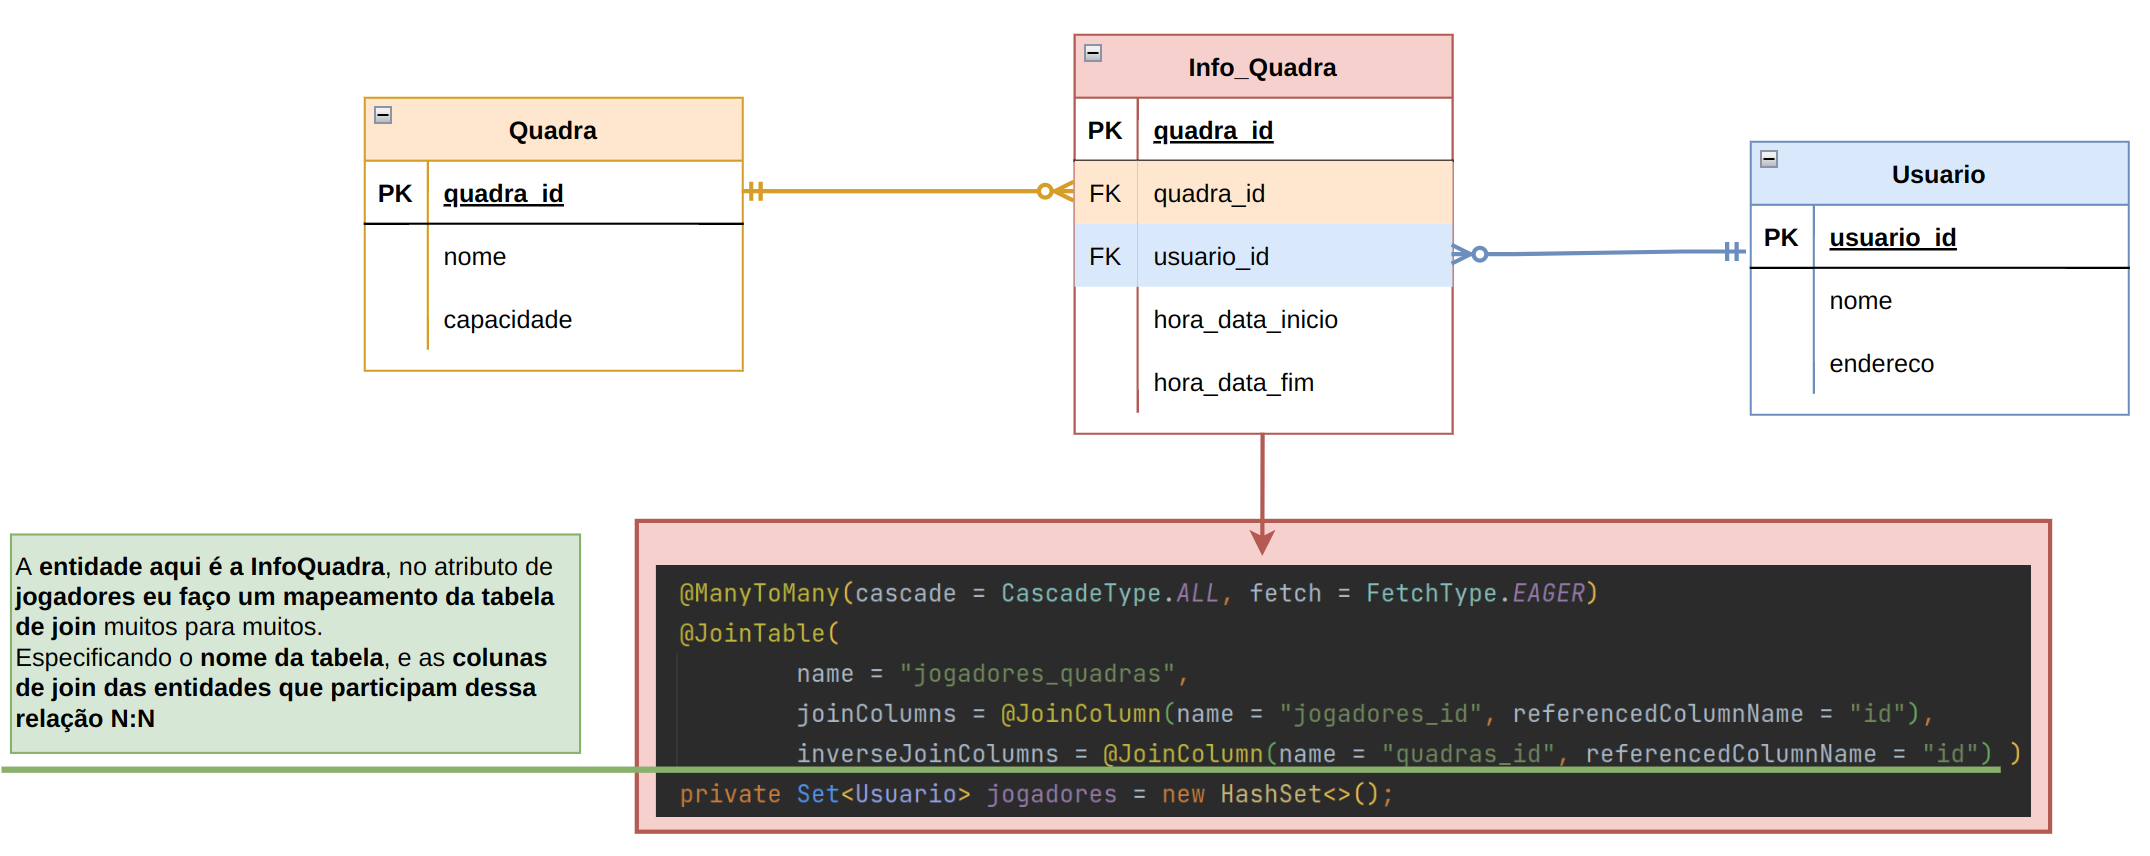 Quadra
PK quadra_id
nome
capacidade
Info_Quadra
PK quadra_id
FK quadra_id
FK usuario_id
hora_data_inicio
hora_data_fim
Usuario
PK usuario_id
nome
endereco
A entidade aqui é a InfoQuadra, no atributo de
jogadores eu faço um mapeamento da tabela
de join muitos para muitos.
Especificando o nome da tabela, e as colunas
de join das entidades que participam dessa
relação N:N
@ManyToMany(cascade = CascadeType.ALL, fetch = FetchType.EAGER)
@JoinTable(
name = "jogadores_quadras",
joinColumns = @JoinColumn(name = "jogadores_id", referencedColumnName = "id"),
inverseJoinColumns = @JoinColumn(name = "quadras_id", referencedColumnName = "id") )
private Set<Usuario> jogadores = new HashSet<>();